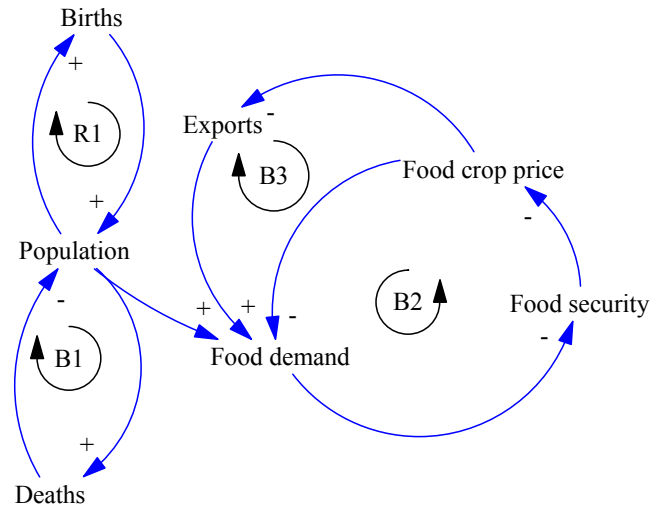 Births
+
R1
+
Population
-
B1
+
Deaths
Exports
-
B3
Food crop price
-
Food security
-
B2
+
+
-
Food demand